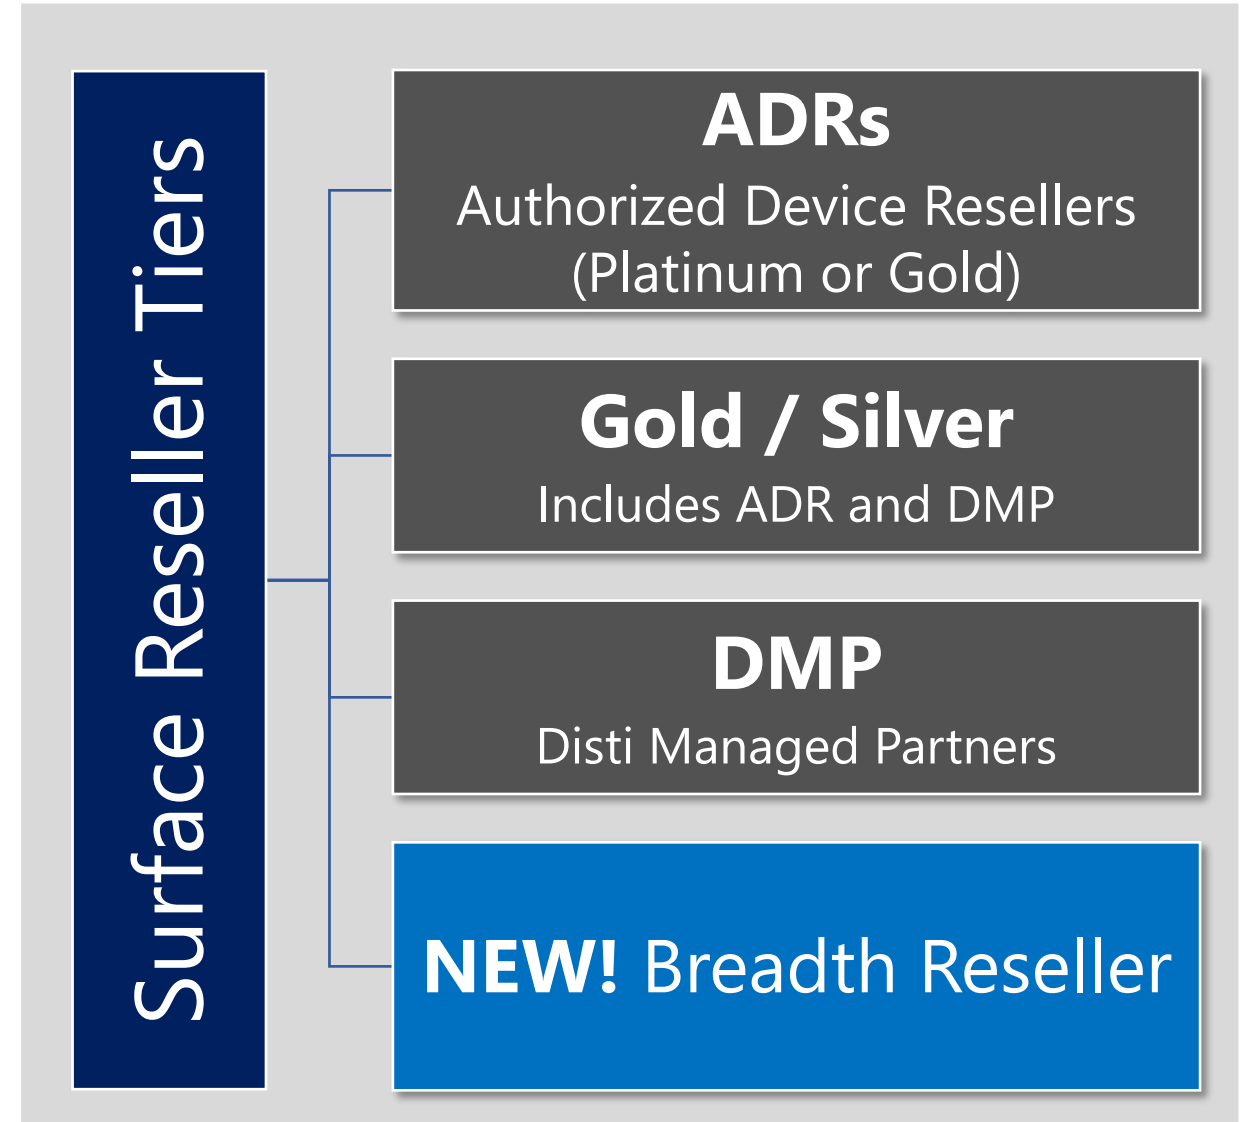 Surface Reseller Tiers
ADRs
Authorized Device Resellers
(Platinum or Gold)
Gold / Silver
Includes ADR and DMP
DMP
Disti Managed Partners
NEW! Breadth Reseller